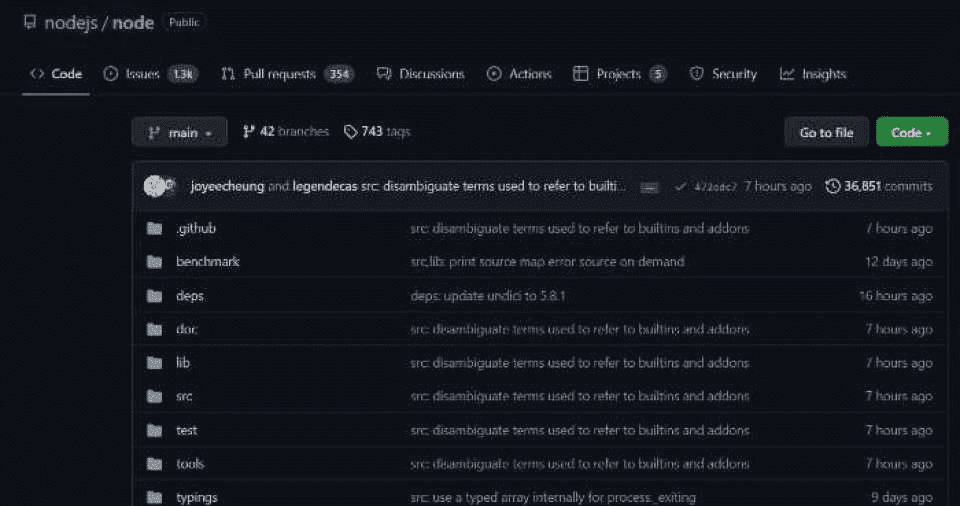 nodejs / node Public
Code Issues 1.3k Pull requests 354 Discussions Actions Projects 5 Security Insights
main 42 branches 743 tags Go to file Code
joyeecheung and legendecas src: disambiguate terms used to refer to builti... 7 hours ago 36,851 commits
.github src: disambiguate terms used to refer to builtins and addons 7 hours ago
benchmark src,lib: print source map error source on demand 12 days ago
deps deps: update undici to 5.8.1 16 hours ago
doc src: disambiguate terms used to refer to builtins and addons 7 hours ago
lib src: disambiguate terms used to refer to builtins and addons 7 hours ago
src src: disambiguate terms used to refer to builtins and addons 7 hours ago
test src: disambiguate terms used to refer to builtins and addons 7 hours ago
tools src: disambiguate terms used to refer to builtins and addons 7 hours ago
typings src: use a typed array internally for process._exiting 9 days ago